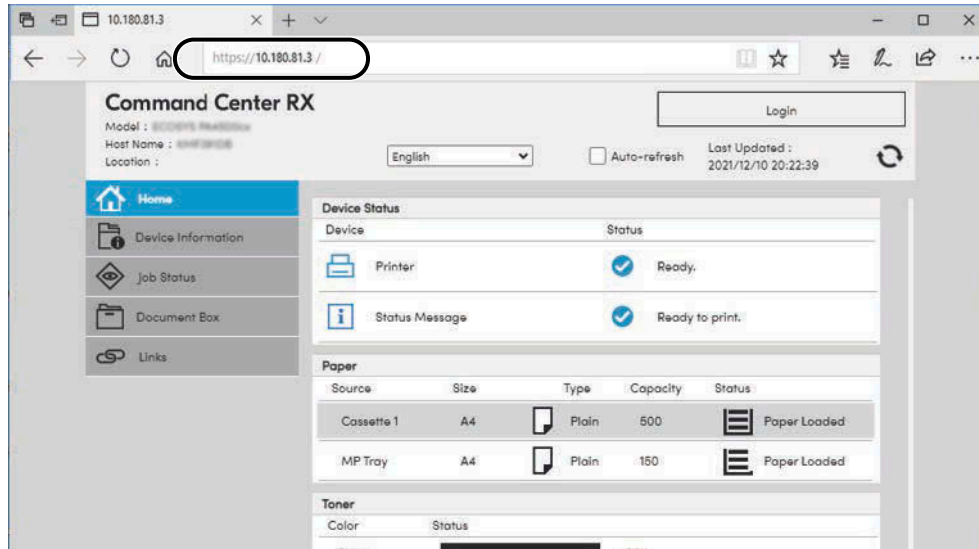 10.180.81.3
https://10.180.81.3 /
Command Center RX
Login
Model :
Host Name :
Location :
English
Auto-refresh
Last Updated :
2021/12/10 20:22:39
Home
Device Information
Job Status
Document Box
Links
Device Status
Device Status
Printer Ready.
Status Message Ready to print.
Paper
Source Size Type Capacity Status
Cassette 1 A4 Plain 500 Paper Loaded
MP Tray A4 Plain 150 Paper Loaded
Toner
Color Status